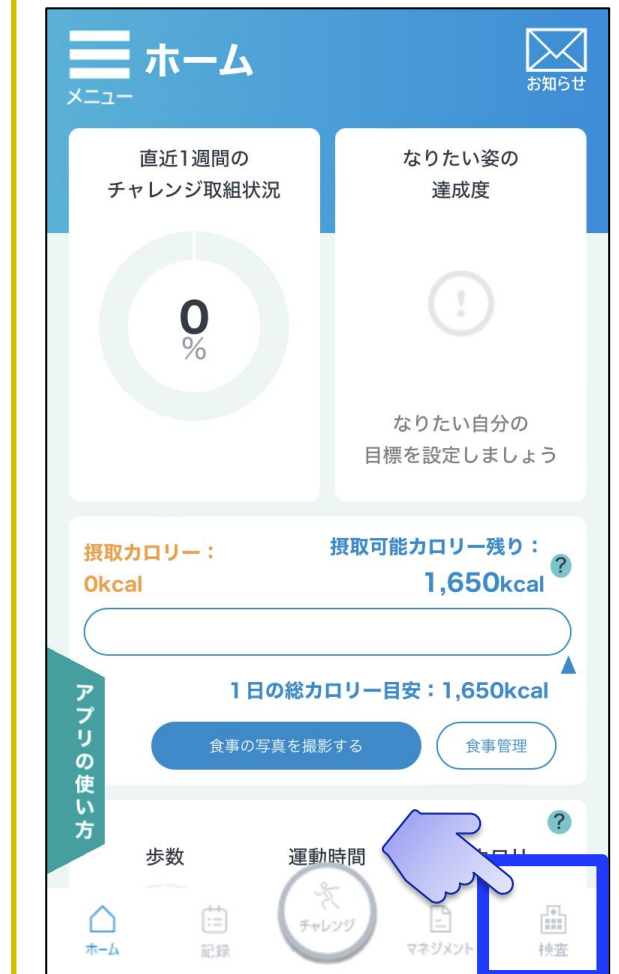 ホーム
メニュー
お知らせ
直近1週間の
チャレンジ取組状況
0
%
なりたい姿の
達成度
!
なりたい自分の
目標を設定しましょう
摂取カロリー：
0kcal
摂取可能カロリー残り：
1,650kcal
?
1日の総カロリー目安：1,650kcal
食事の写真を撮影する
食事管理
アプリの使い方
?
歩数
運動時間
ホーム
記録
チャレンジ
マネジメント
検査